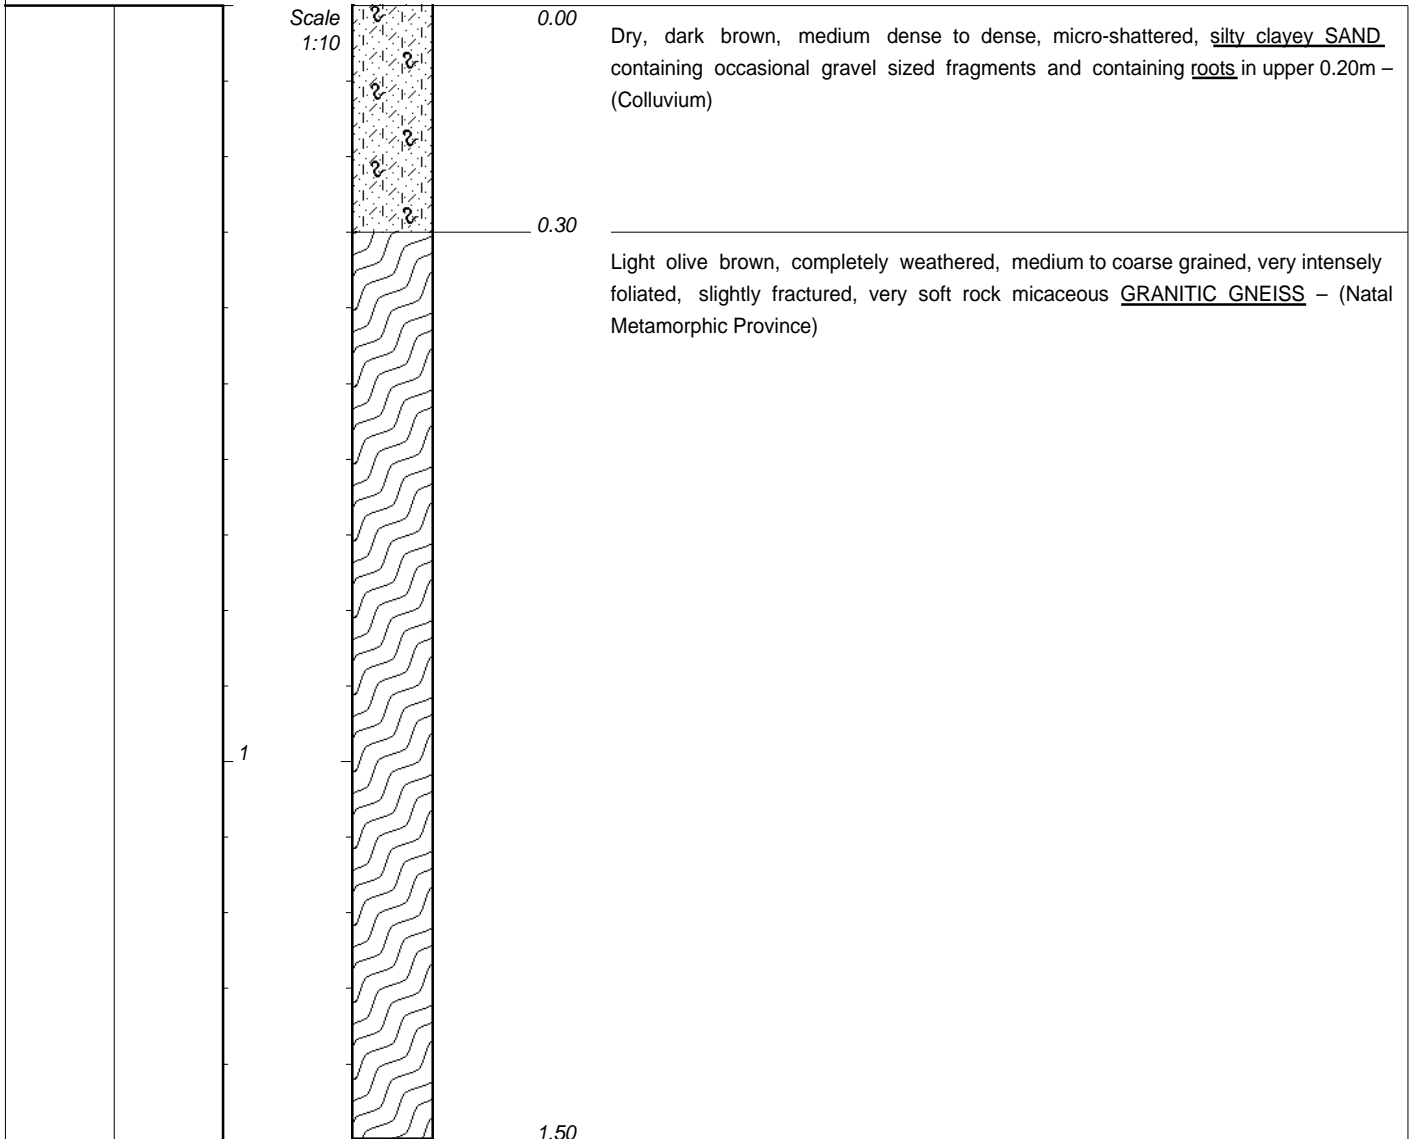 Scale
1:10
0.00
Dry, dark brown, medium dense to dense, micro-shattered, silty clayey SAND
containing occasional gravel sized fragments and containing roots in upper 0.20m –
(Colluvium)
0.30
Light olive brown, completely weathered, medium to coarse grained, very intensely
foliated, slightly fractured, very soft rock micaceous GRANITIC GNEISS – (Natal
Metamorphic Province)
1
1.50